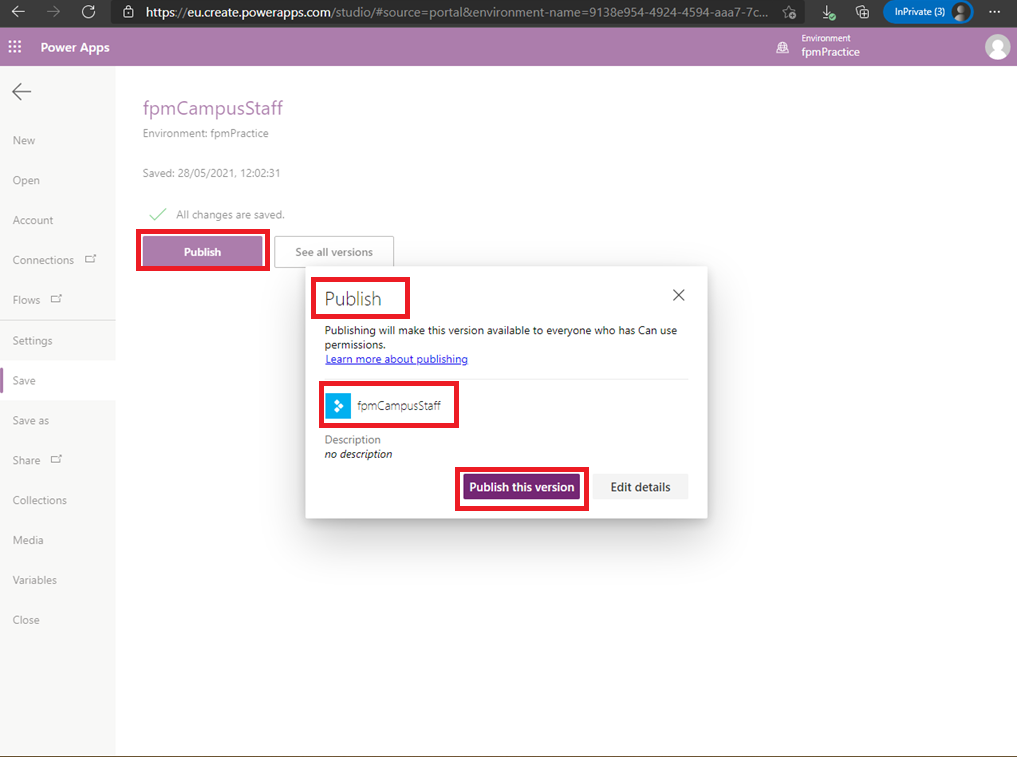 https://eu.create.powerapps.com/studio/#source=portal&environment-name=9138e954-4924-4594-aaa7-7c...
InPrivate (3)
Power Apps
Environment
fpmPractice
New
Open
Account
Connections
Flows
Settings
Save
Save as
Share
Collections
Media
Variables
Close
fpmCampusStaff
Environment: fpmPractice
Saved: 28/05/2021, 12:02:31
All changes are saved.
Publish
See all versions
Publish
Publishing will make this version available to everyone who has Can use
permissions.
Learn more about publishing
fpmCampusStaff
Description
no description
Publish this version
Edit details